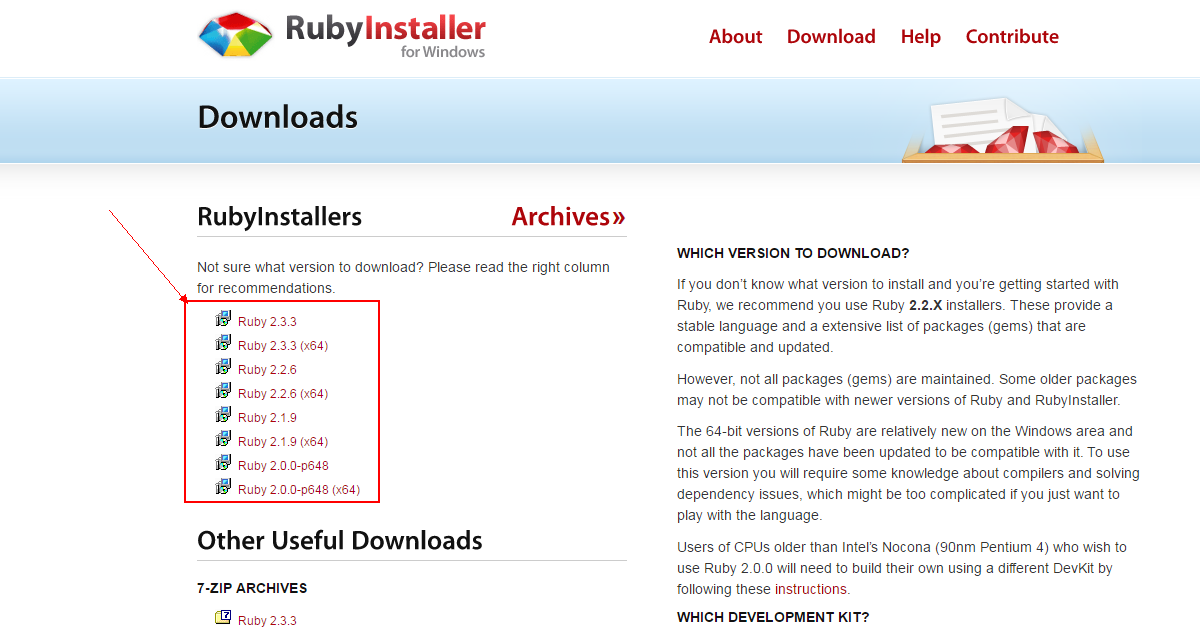 RubyInstaller
for Windows
About Download Help Contribute
Downloads
RubyInstallers Archives»
Not sure what version to download? Please read the right column
for recommendations.
Ruby 2.3.3
Ruby 2.3.3 (x64)
Ruby 2.2.6
Ruby 2.2.6 (x64)
Ruby 2.1.9
Ruby 2.1.9 (x64)
Ruby 2.0.0-p648
Ruby 2.0.0-p648 (x64)
Other Useful Downloads
7-ZIP ARCHIVES
7
Ruby 2.3.3
WHICH VERSION TO DOWNLOAD?
If you don’t know what version to install and you’re getting started with
Ruby, we recommend you use Ruby 2.2.X installers. These provide a
stable language and a extensive list of packages (gems) that are
compatible and updated.
However, not all packages (gems) are maintained. Some older packages
may not be compatible with newer versions of Ruby and RubyInstaller.
The 64-bit versions of Ruby are relatively new on the Windows area and
not all the packages have been updated to be compatible with it. To use
this version you will require some knowledge about compilers and solving
dependency issues, which might be too complicated if you just want to
play with the language.
Users of CPUs older than Intel’s Nocona (90nm Pentium 4) who wish to
use Ruby 2.0.0 will need to build their own using a different DevKit by
following these instructions.
WHICH DEVELOPMENT KIT?